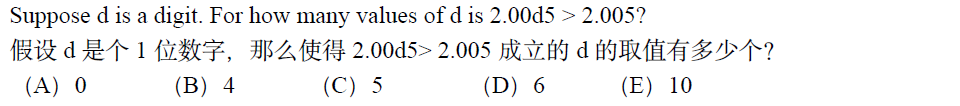 Suppose d is a digit. For how many values of d is 2.00d5 > 2.005?
假设 d 是个 1 位数字，那么使得 2.00d5> 2.005 成立的 d 的取值有多少个？
(A) 0 (B) 4 (C) 5 (D) 6 (E) 10